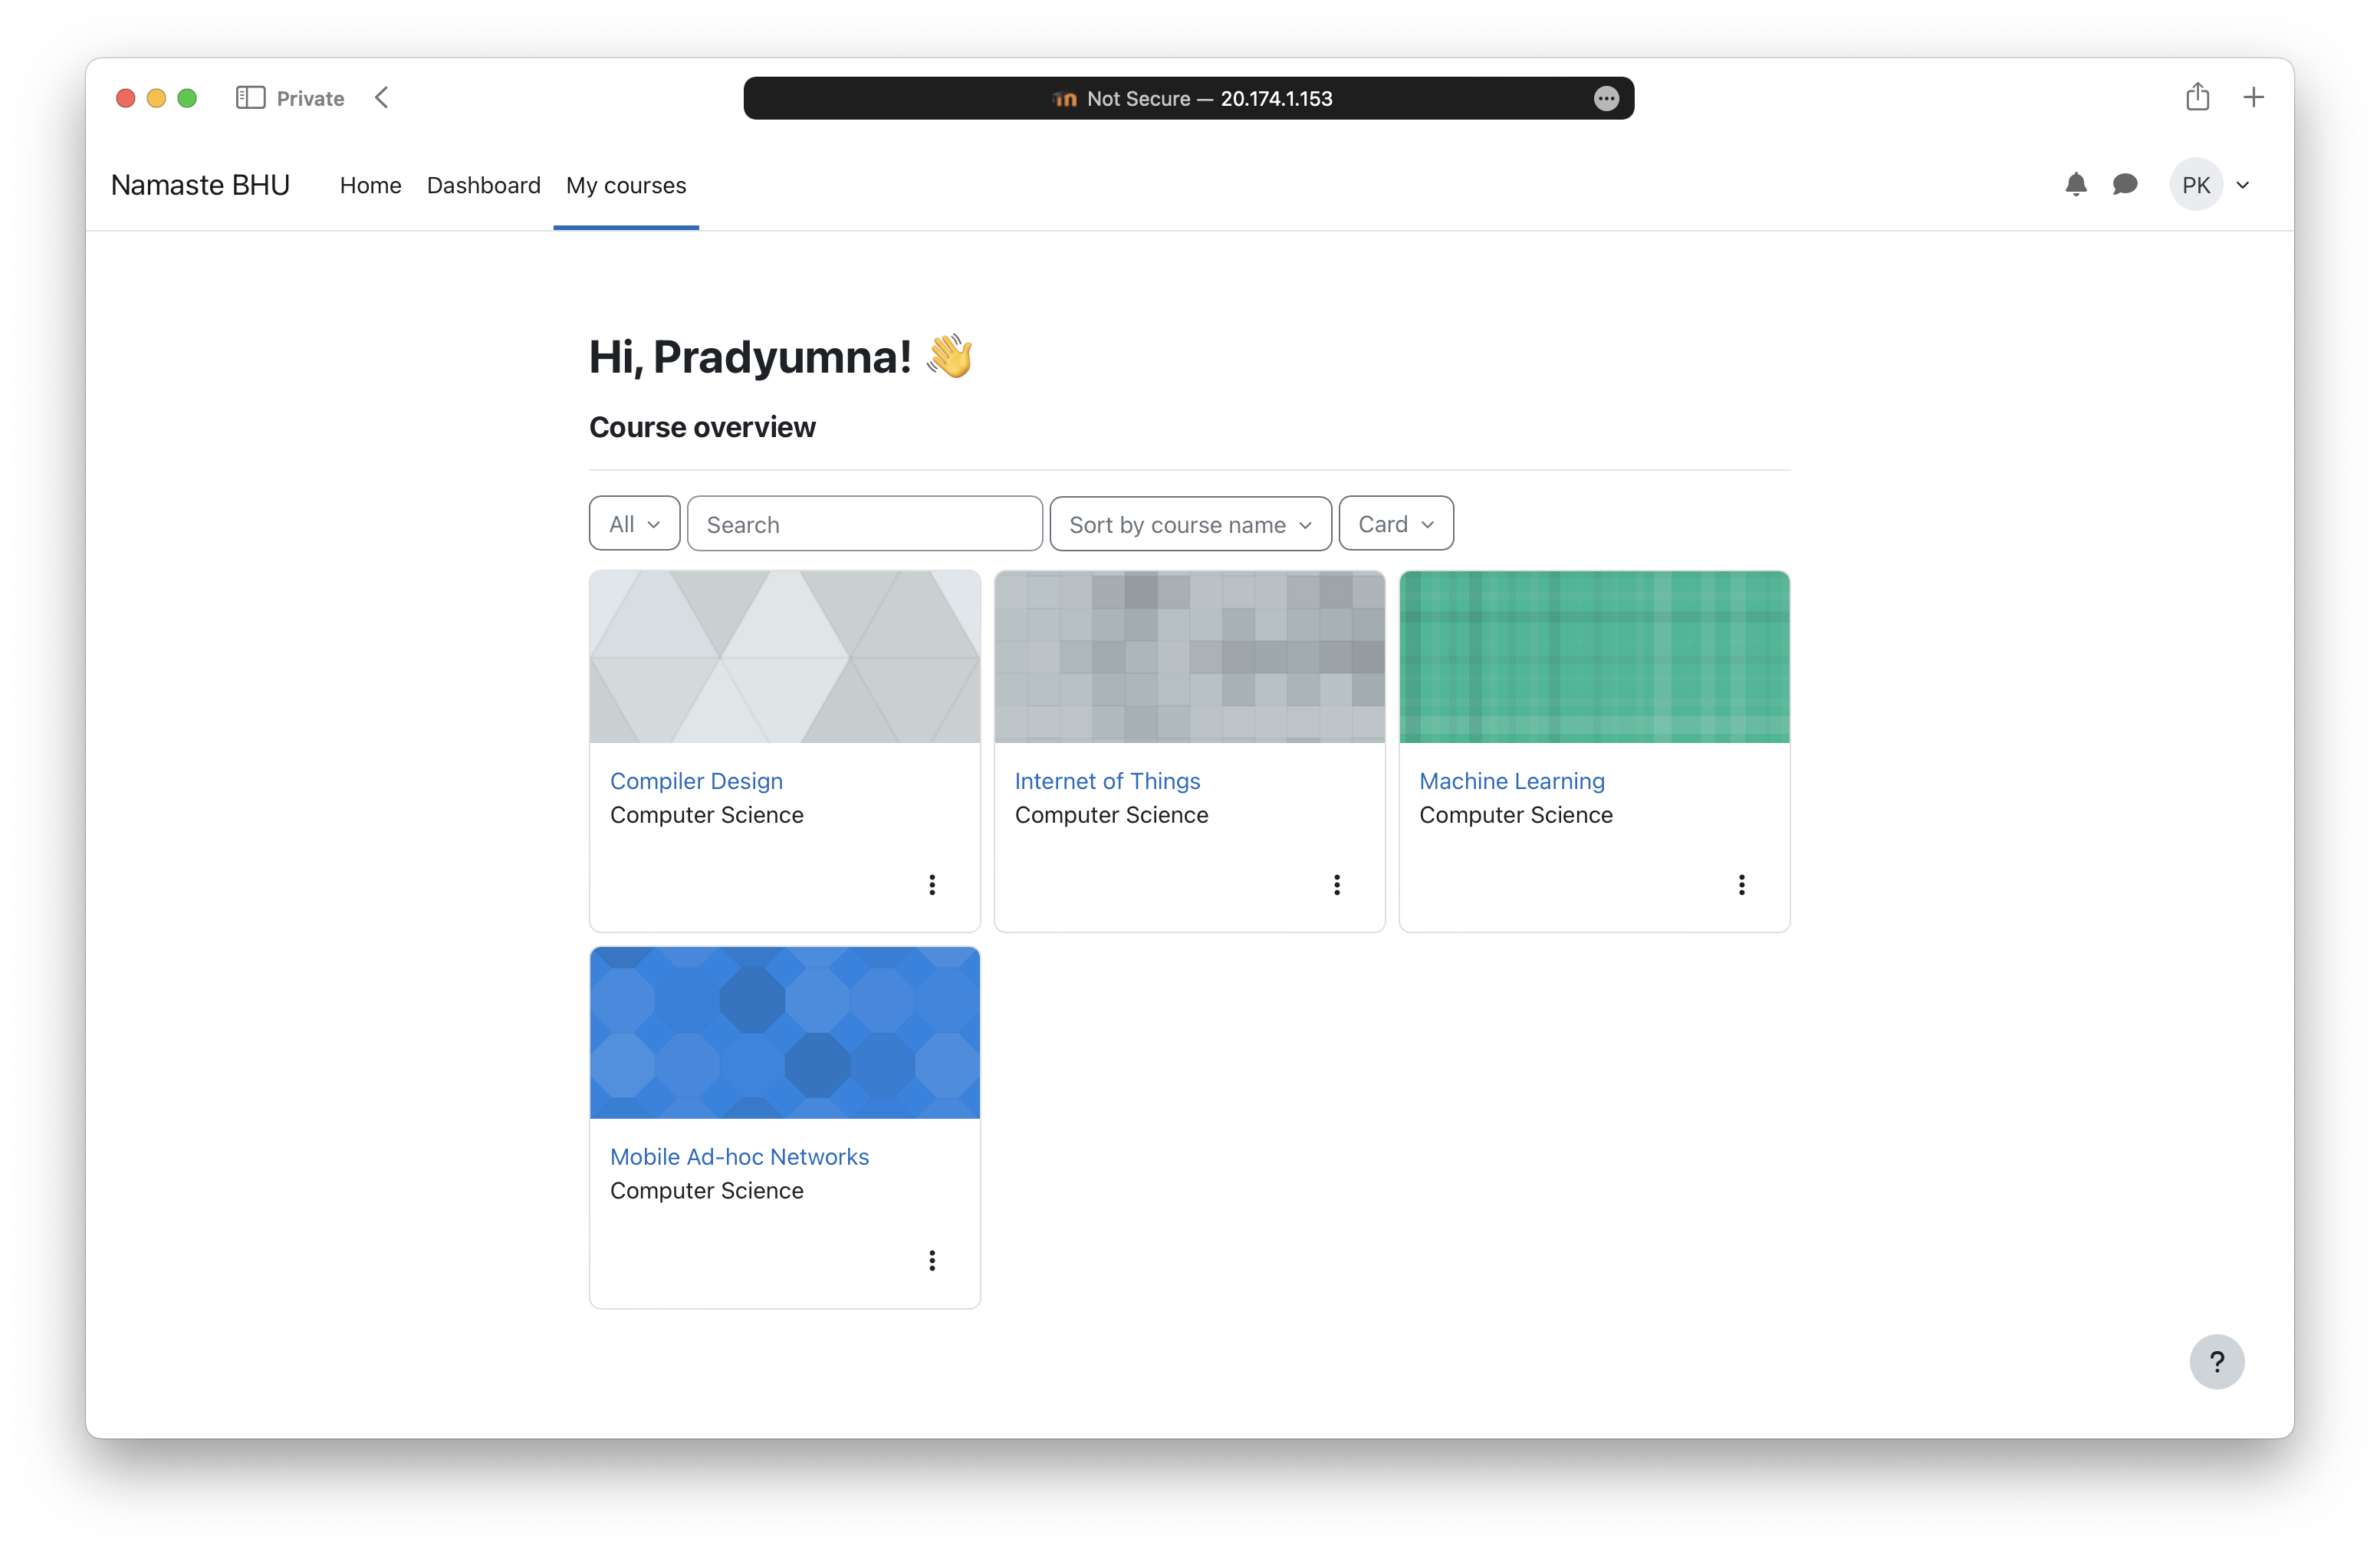 Private
Not Secure — 20.174.1.153
Namaste BHU Home Dashboard My courses
PK
Hi, Pradyumna! 👋
Course overview
All Search Sort by course name Card
Compiler Design
Computer Science
Internet of Things
Computer Science
Machine Learning
Computer Science
Mobile Ad-hoc Networks
Computer Science
?